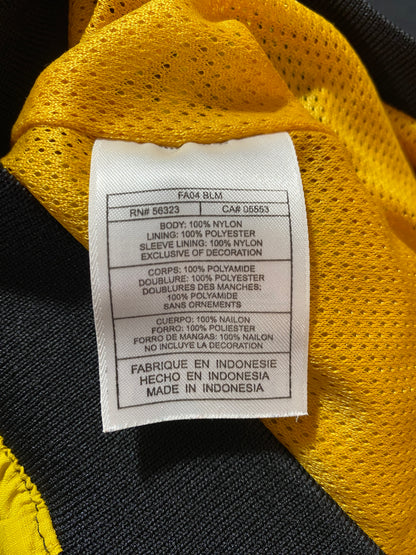 FA04 BLM
RN# 56323 CA# 05553
BODY: 100% NYLON
LINING: 100% POLYESTER
SLEEVE LINING: 100% NYLON
EXCLUSIVE OF DECORATION
CORPS: 100% POLYAMIDE
DOUBLURE: 100% POLYESTER
DOUBLURES DES MANCHES:
100% POLYAMIDE
SANS ORNEMENTS
CUERPO: 100% NAILON
FORRO: 100% POLIESTER
FORRO DE MANGAS: 100% NAILON
NO INCLUYE LA DECORATION
FABRIQUE EN INDONESIE
HECHO EN INDONESIA
MADE IN INDONESIA